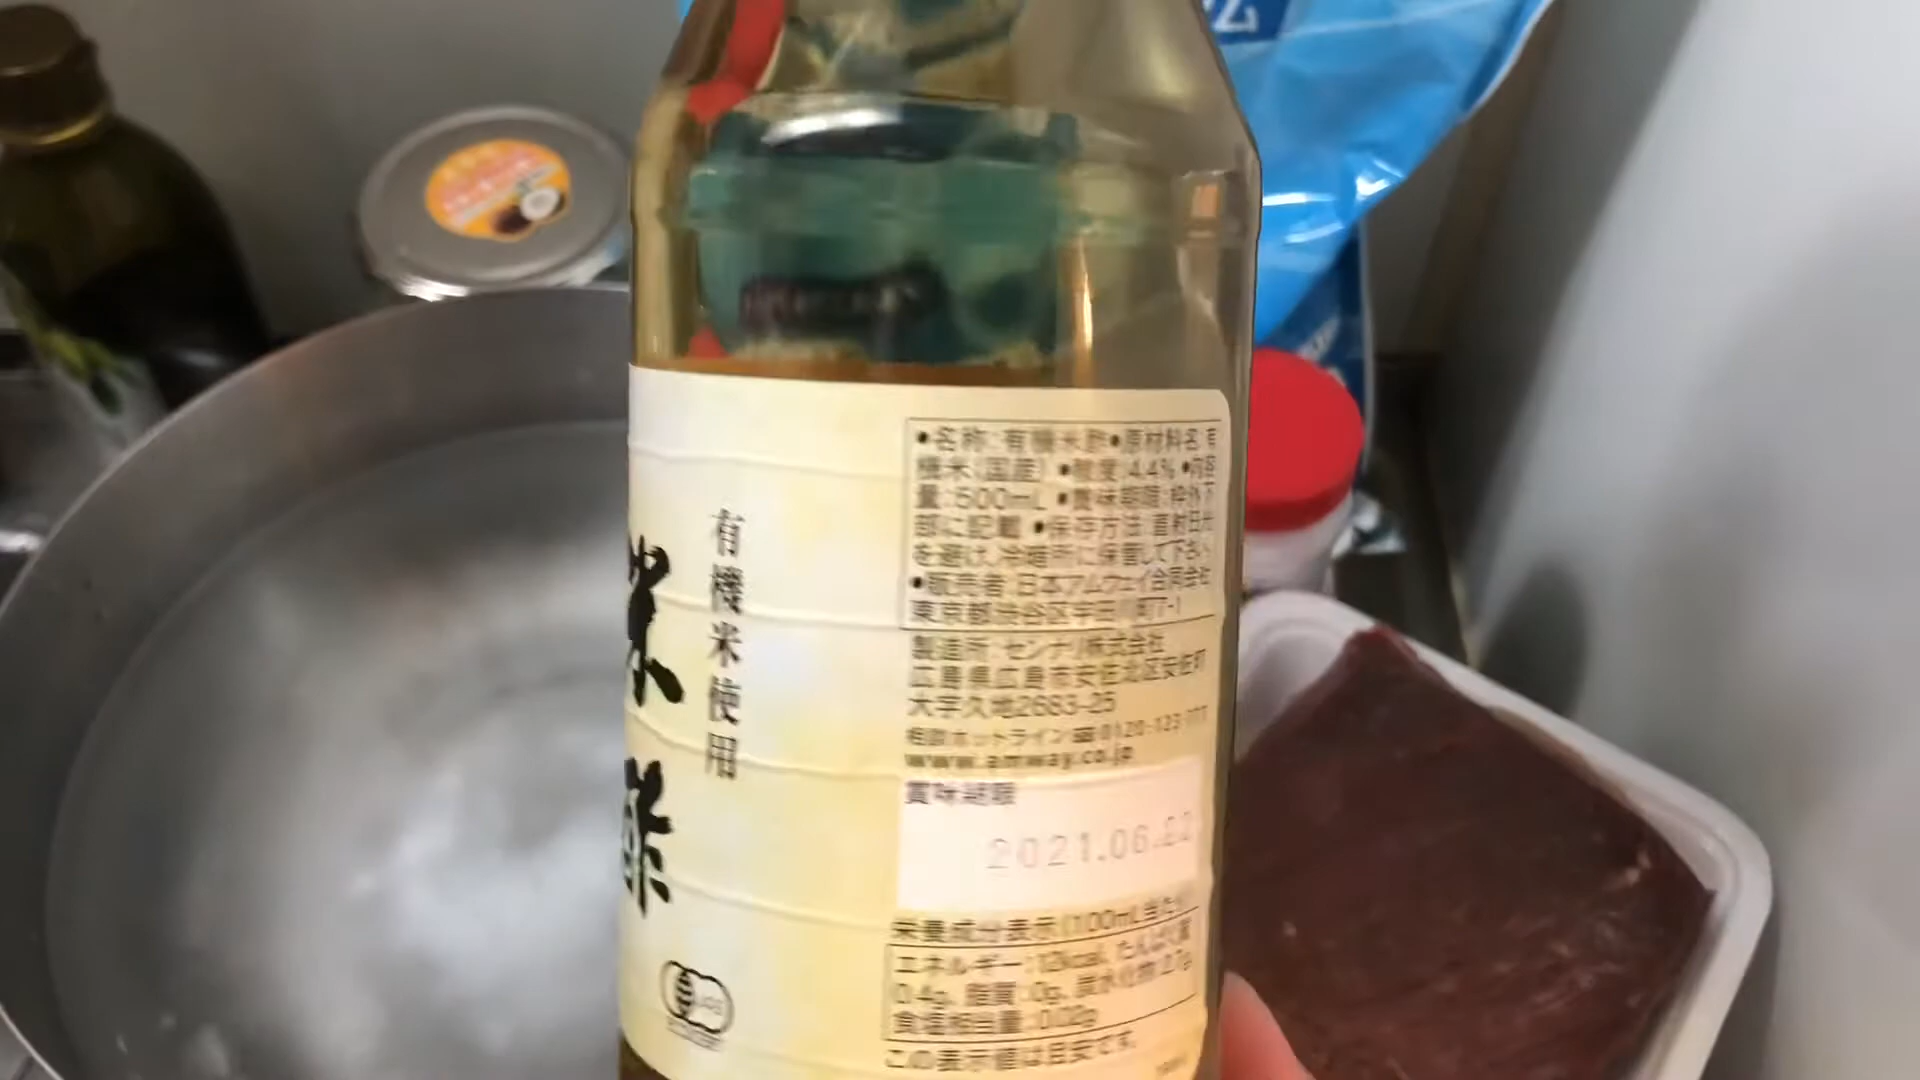 米酢
有機米使用
●名称:有機米酢●原材料名:有
機米(国産) ●酸度:4.4% ●内容
量:500mL ●賞味期限:枠外下
部に記載 ●保存方法:直射日光
を避け、冷暗所に保管して下さい
●販売者:日本アムウェイ合同会社
東京都渋谷区宇田川町7-1
製造所:センナリ株式会社
広島県広島市安佐北区安佐町
大字久地2683-25
相談ホットライン 0120-123-777
www.amway.co.jp
賞味期限
2021.06.22
栄養成分表示(100mL当たり)
エネルギー:12kcal、たんぱく質:
0.4g、脂質:0g、炭水化物:2.7g、
食塩相当量:0.02g
この表示値は目安です。
JAS